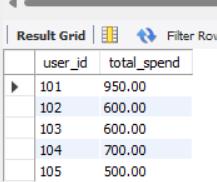 Result Grid Filter Rov
user_id total_spend
101 950.00
102 600.00
103 600.00
104 700.00
105 500.00